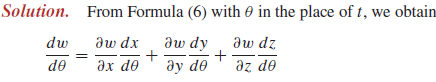 Solution. From Formula (6) with θ in the place of t, we obtain
dw/dθ = ∂w/∂x dx/dθ + ∂w/∂y dy/dθ + ∂w/∂z dz/dθ